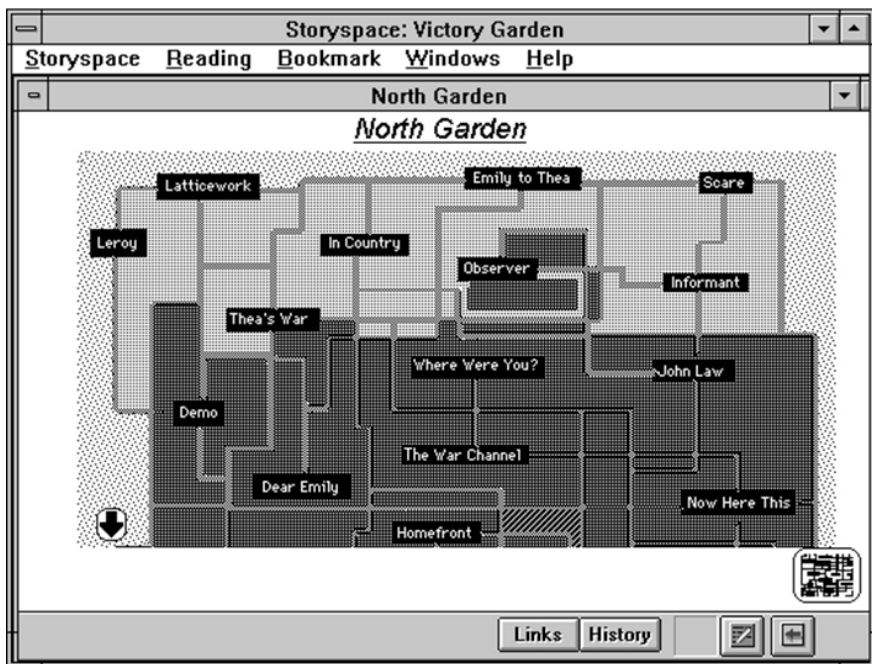 Storyspace: Victory Garden
Storyspace Reading Bookmark Windows Help
North Garden
North Garden
Latticework
Emily to Thea
Scare
Leroy
In Country
Observer
Informant
Thea's War
Where Were You?
John Law
Demo
The War Channel
Dear Emily
Now Here This
Homefront
Links History